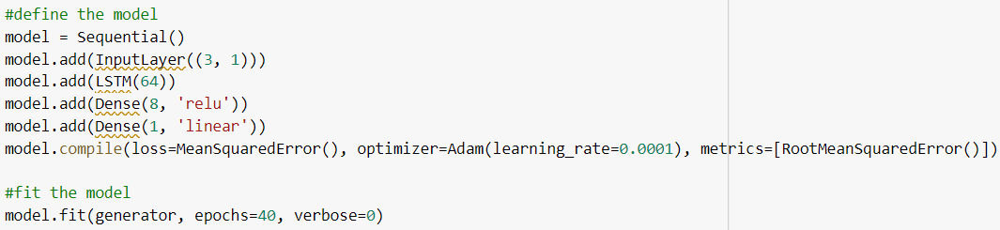 #define the model
model = Sequential()
model.add(InputLayer((3, 1)))
model.add(LSTM(64))
model.add(Dense(8, 'relu'))
model.add(Dense(1, 'linear'))
model.compile(loss=MeanSquaredError(), optimizer=Adam(learning_rate=0.0001), metrics=[RootMeanSquaredError()])

#fit the model
model.fit(generator, epochs=40, verbose=0)